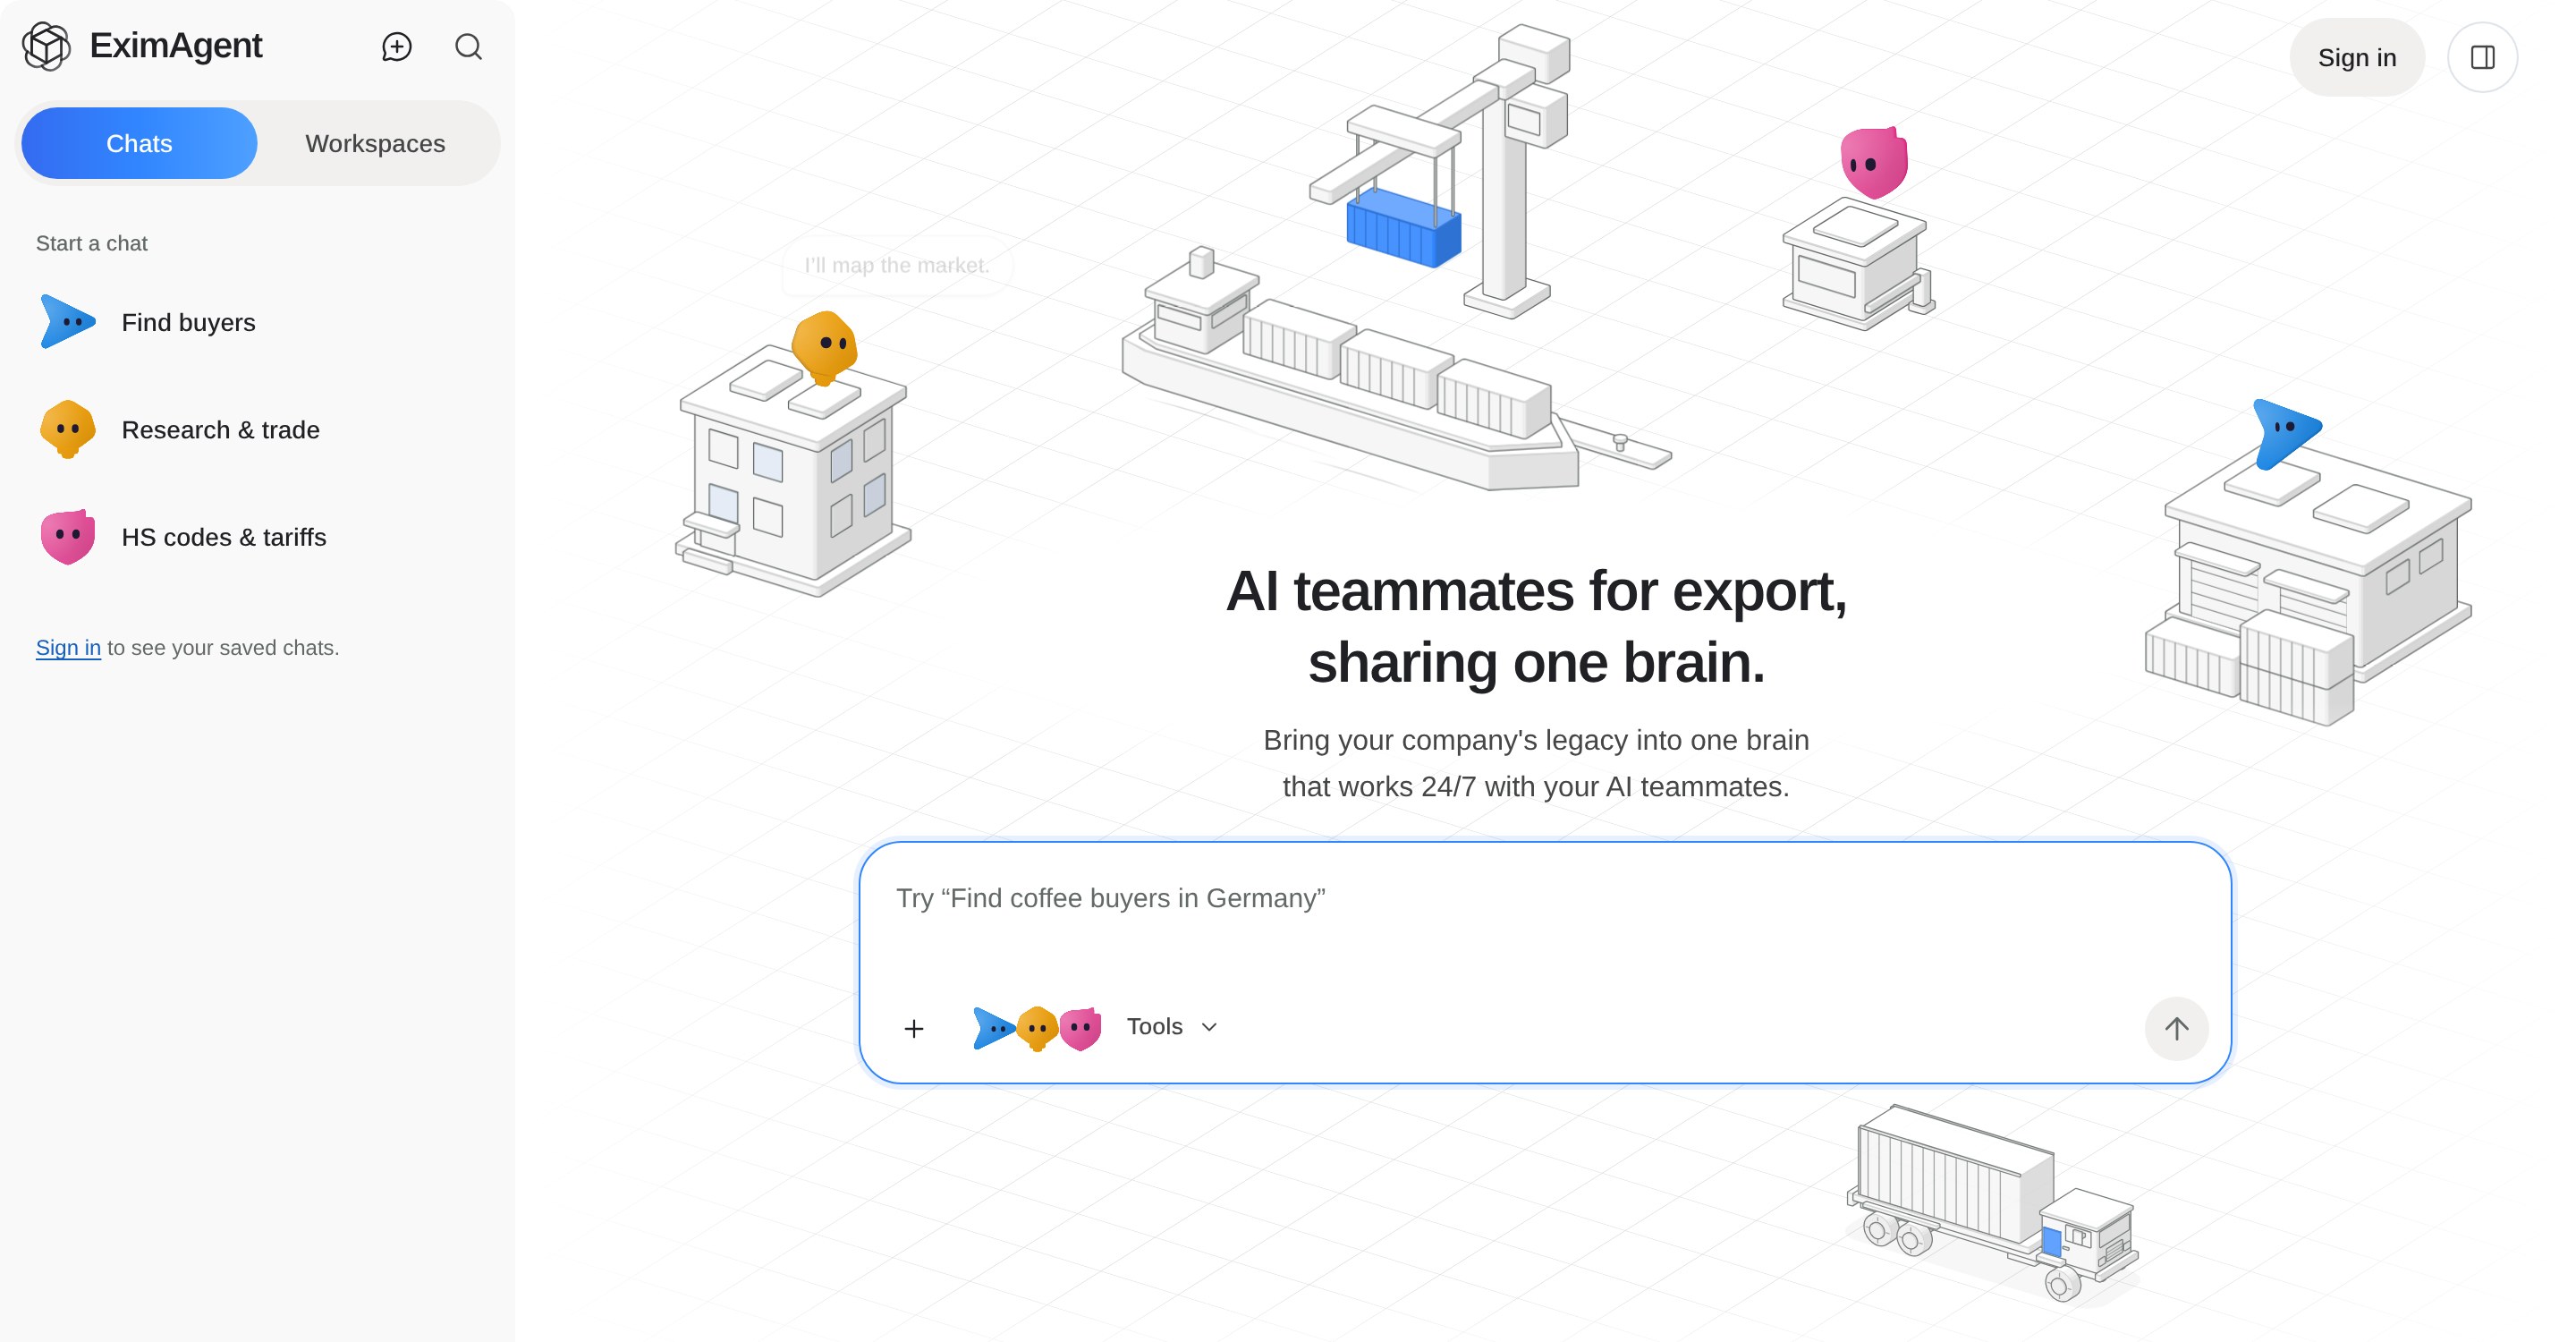 EximAgent
Chats
Workspaces
Start a chat
Find buyers
Research & trade
HS codes & tariffs
Sign in to see your saved chats.
Sign in
I'll map the market.
AI teammates for export,
sharing one brain.
Bring your company's legacy into one brain
that works 24/7 with your AI teammates.
Try “Find coffee buyers in Germany”
Tools